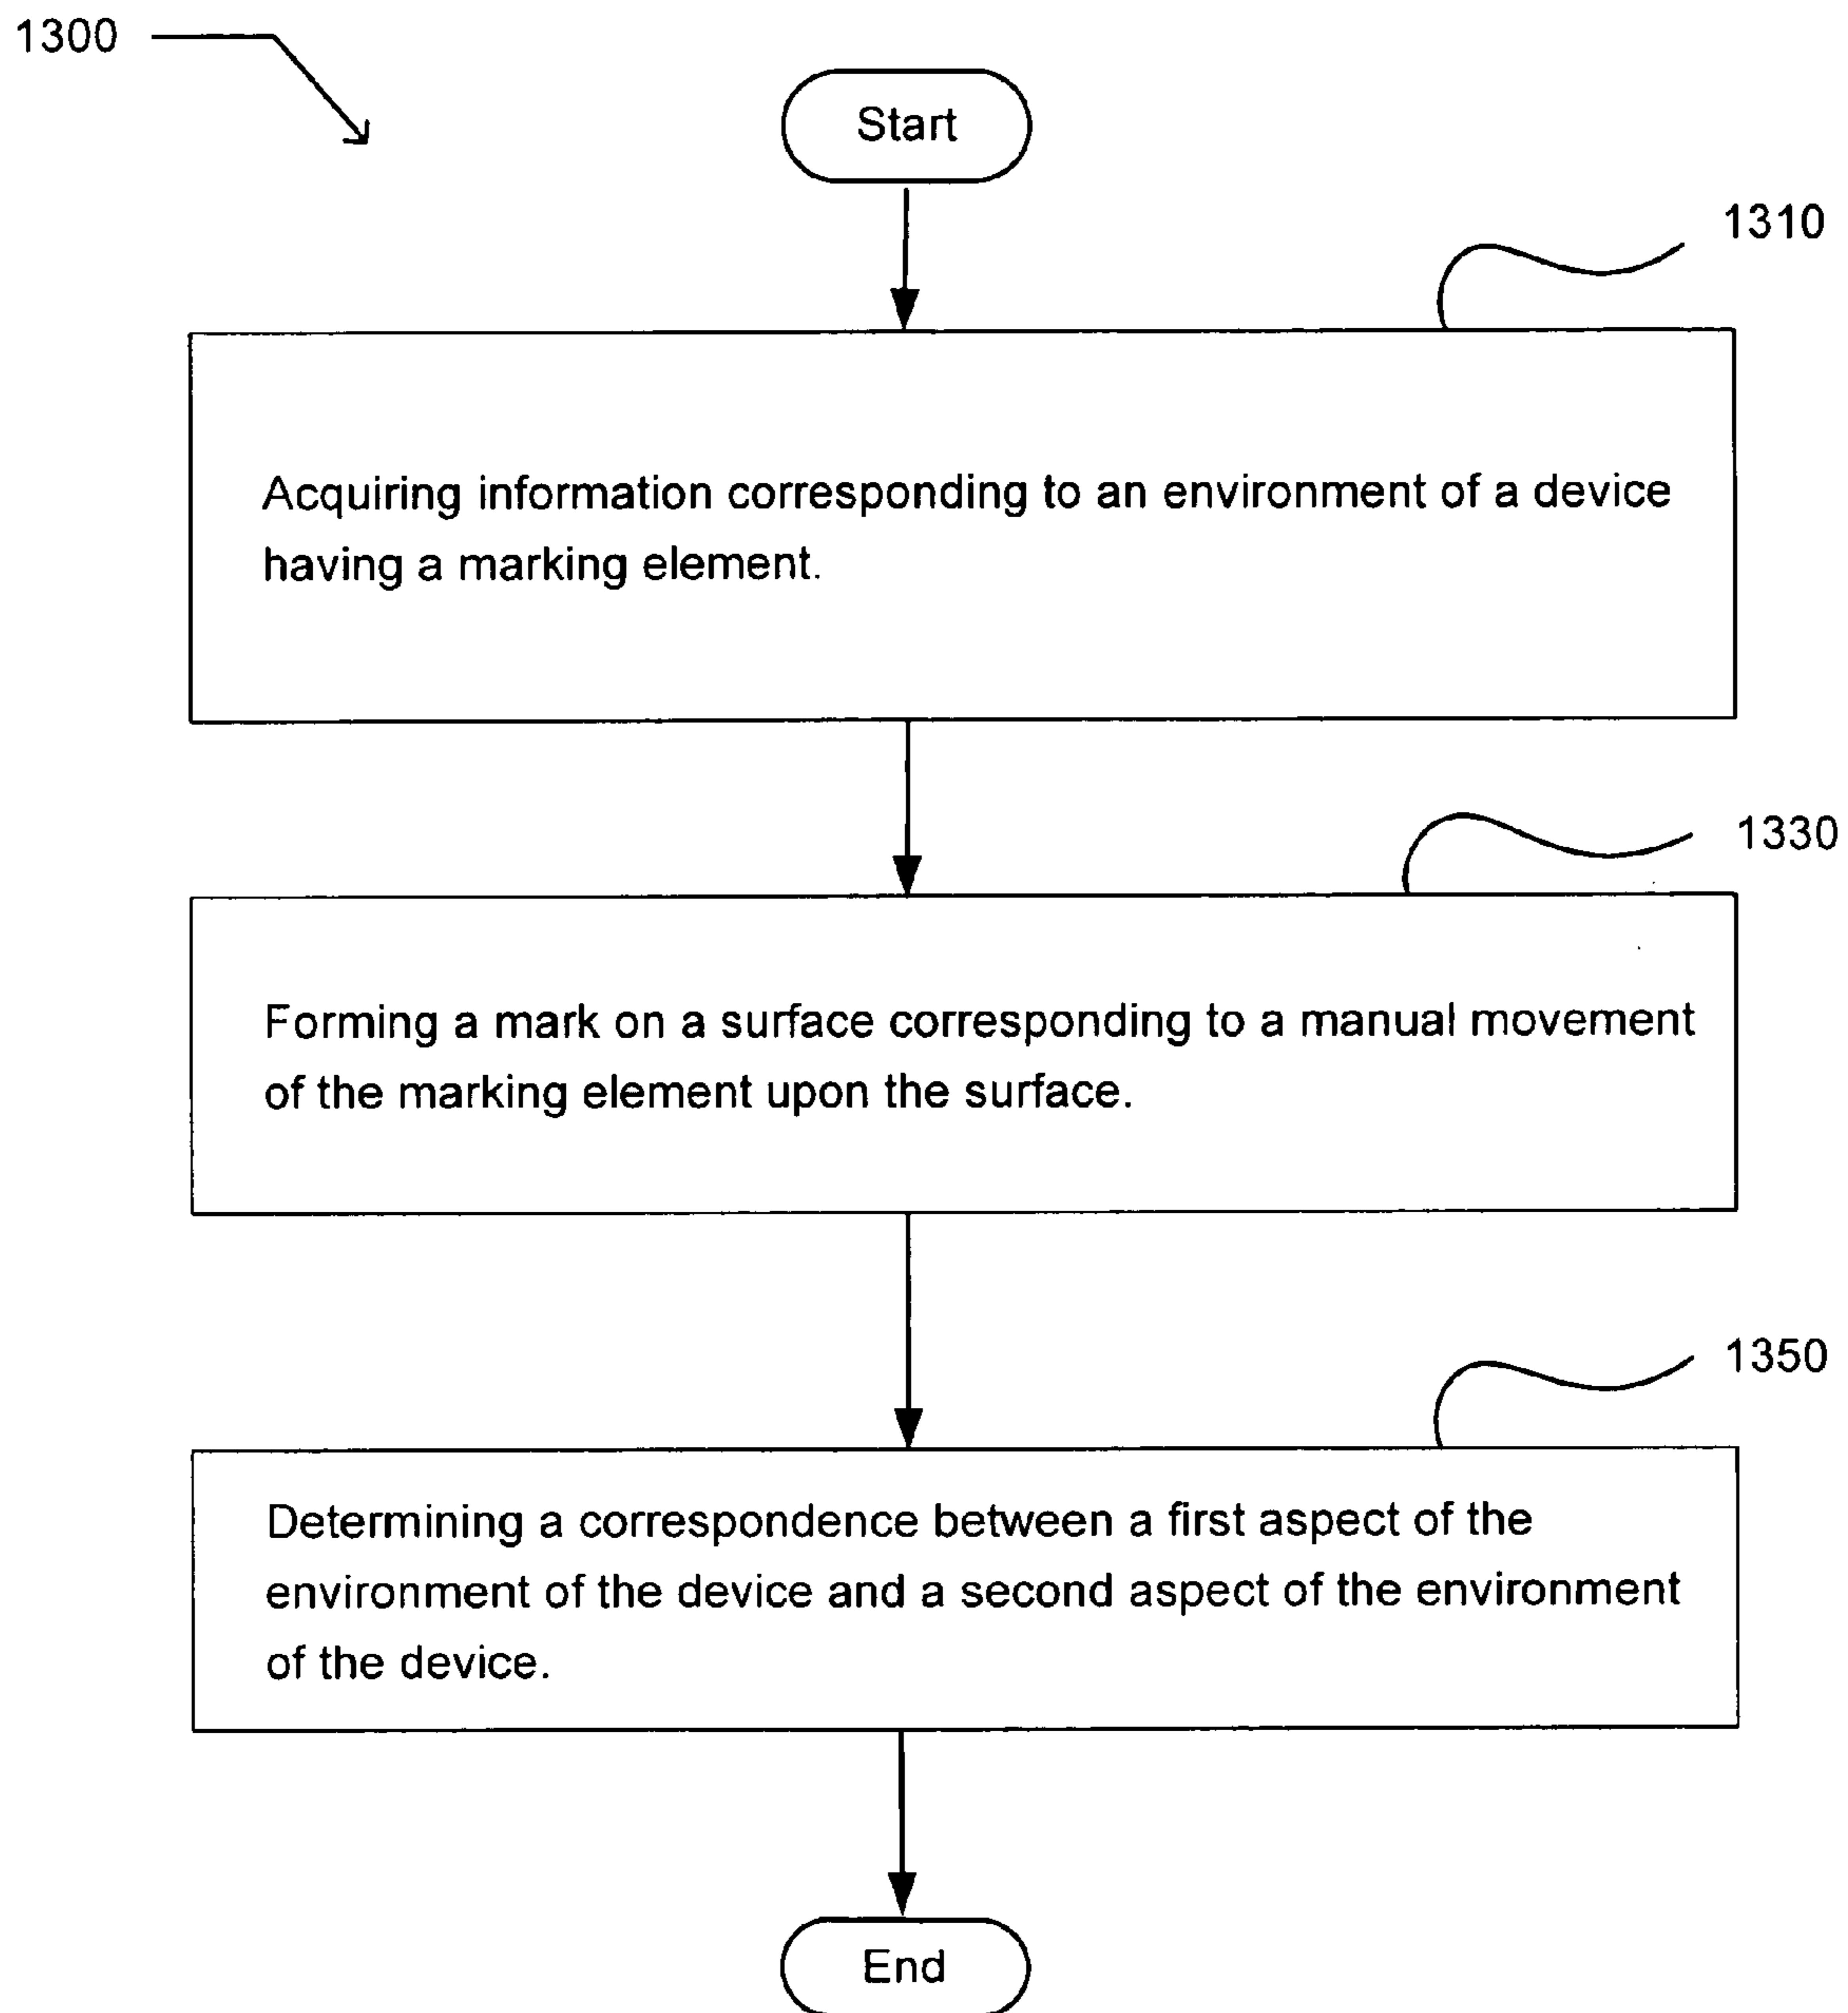 1300
Start
1310
Acquiring information corresponding to an environment of a device
having a marking element.
1330
Forming a mark on a surface corresponding to a manual movement
of the marking element upon the surface.
1350
Determining a correspondence between a first aspect of the
environment of the device and a second aspect of the environment
of the device.
End